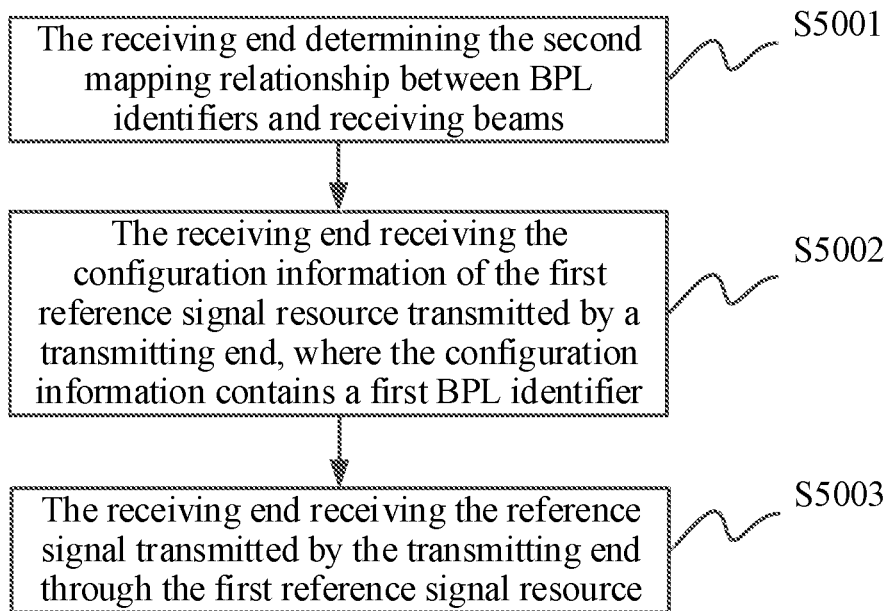 The receiving end determining the second
mapping relationship between BPL
identifiers and receiving beams
S5001
The receiving end receiving the
configuration information of the first
reference signal resource transmitted by a
transmitting end, where the configuration
information contains a first BPL identifier
S5002
The receiving end receiving the reference
signal transmitted by the transmitting end
through the first reference signal resource
S5003